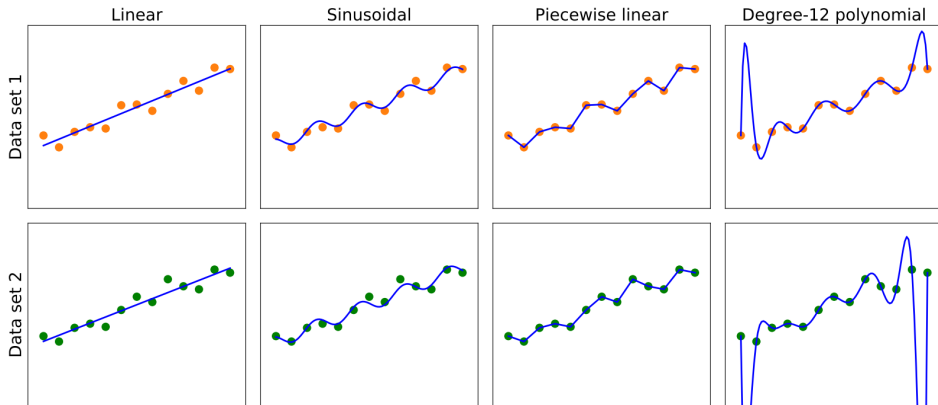 Linear
Sinusoidal
Piecewise linear
Degree-12 polynomial
Data set 1
Data set 2